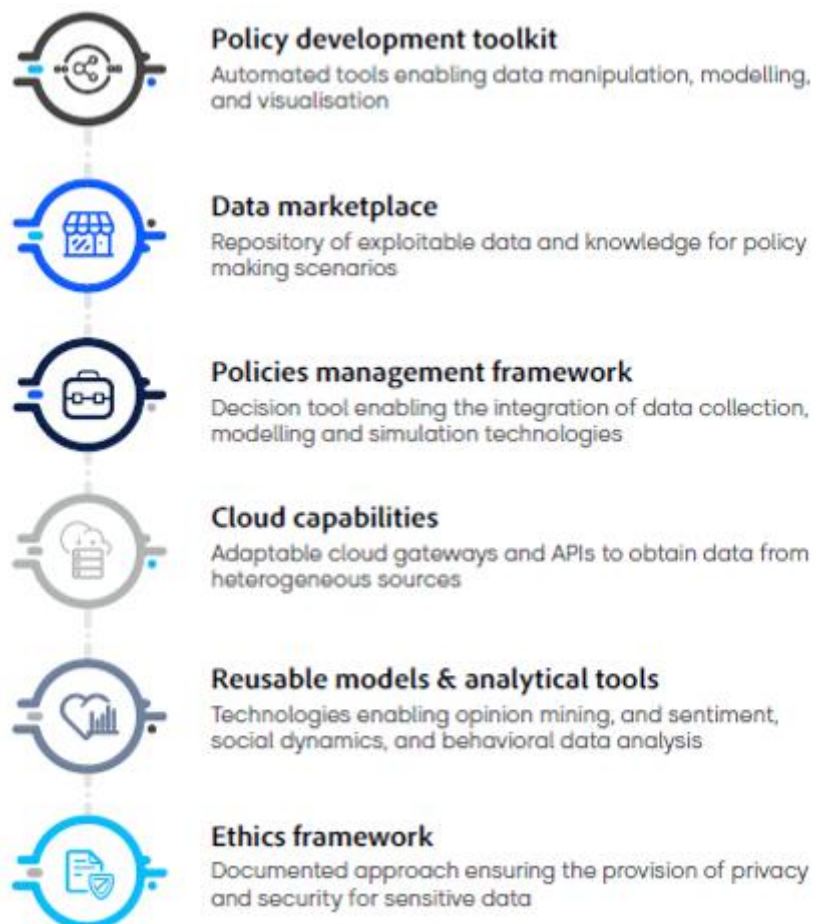 Policy development toolkit
Automated tools enabling data manipulation, modelling,
and visualisation
Data marketplace
Repository of exploitable data and knowledge for policy
making scenarios
Policies management framework
Decision tool enabling the integration of data collection,
modelling and simulation technologies
Cloud capabilities
Adaptable cloud gateways and APIs to obtain data from
heterogeneous sources
Reusable models & analytical tools
Technologies enabling opinion mining, and sentiment,
social dynamics, and behavioral data analysis
Ethics framework
Documented approach ensuring the provision of privacy
and security for sensitive data